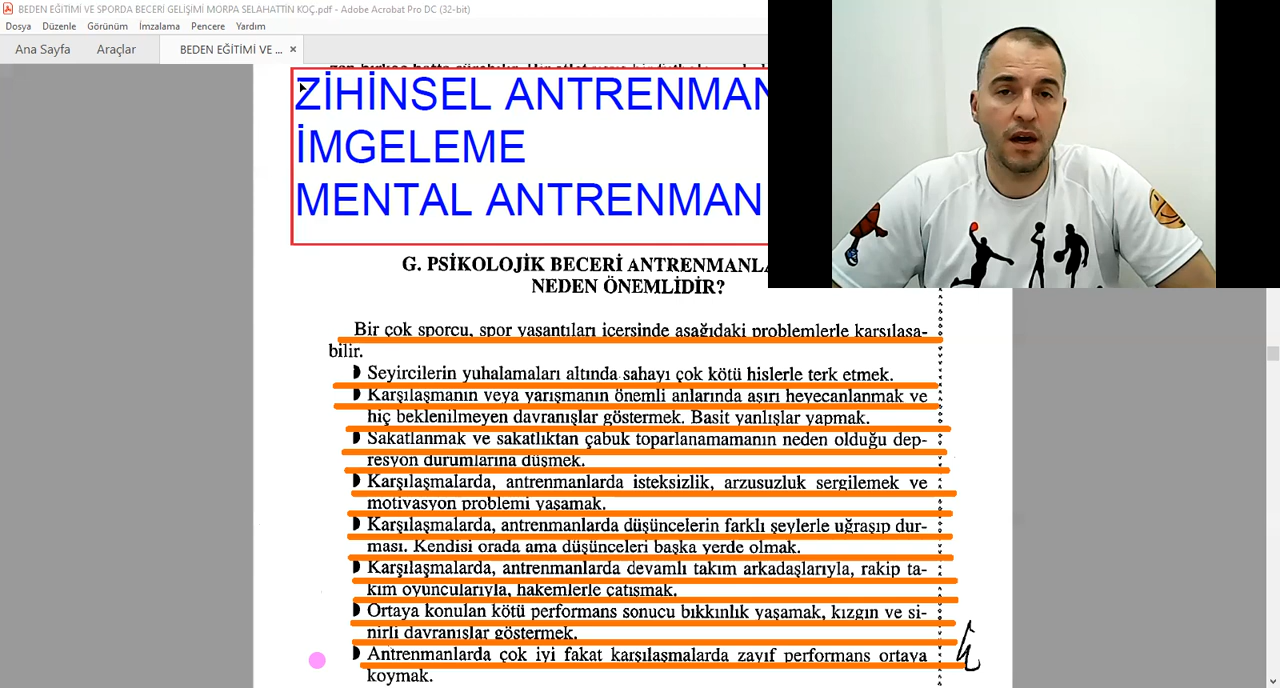 BEDEN EĞİTİMİ VE SPORDA BECERİ GELİŞİMİ MORPA SELAHATTİN KOÇ.pdf - Adobe Acrobat Pro DC (32-bit)
Dosya Düzenle Görünüm İmzalama Pencere Yardım
Ana Sayfa Araçlar BEDEN EĞİTİMİ VE ... ×
ZİHİNSEL ANTRENMAN
İMGELEME
MENTAL ANTRENMAN
G. PSİKOLOJİK BECERİ ANTRENMANLA
NEDEN ÖNEMLİDİR?
Bir çok sporcu, spor yaşantıları içersinde aşağıdaki problemlerle karşılaşa-
bilir.
Seyircilerin yuhalamaları altında sahayı çok kötü hislerle terk etmek.
Karşılaşmanın veya yarışmanın önemli anlarında aşırı heyecanlanmak ve
hiç beklenilmeyen davranışlar göstermek. Basit yanlışlar yapmak.
Sakatlanmak ve sakatlıktan çabuk toparlanamamanın neden olduğu dep-
resyon durumlarına düşmek.
Karşılaşmalarda, antrenmanlarda isteksizlik, arzusuzluk sergilemek ve
motivasyon problemi yaşamak.
Karşılaşmalarda, antrenmanlarda düşüncelerin farklı şeylerle uğraşıp dur-
ması. Kendisi orada ama düşünceleri başka yerde olmak.
Karşılaşmalarda, antrenmanlarda devamlı takım arkadaşlarıyla, rakip ta-
kım oyuncularıyla, hakemlerle çatışmak.
Ortaya konulan kötü performans sonucu bıkkınlık yaşamak, kızgın ve si-
nirli davranışlar göstermek.
Antrenmanlarda çok iyi fakat karşılaşmalarda zayıf performans ortaya
koymak.